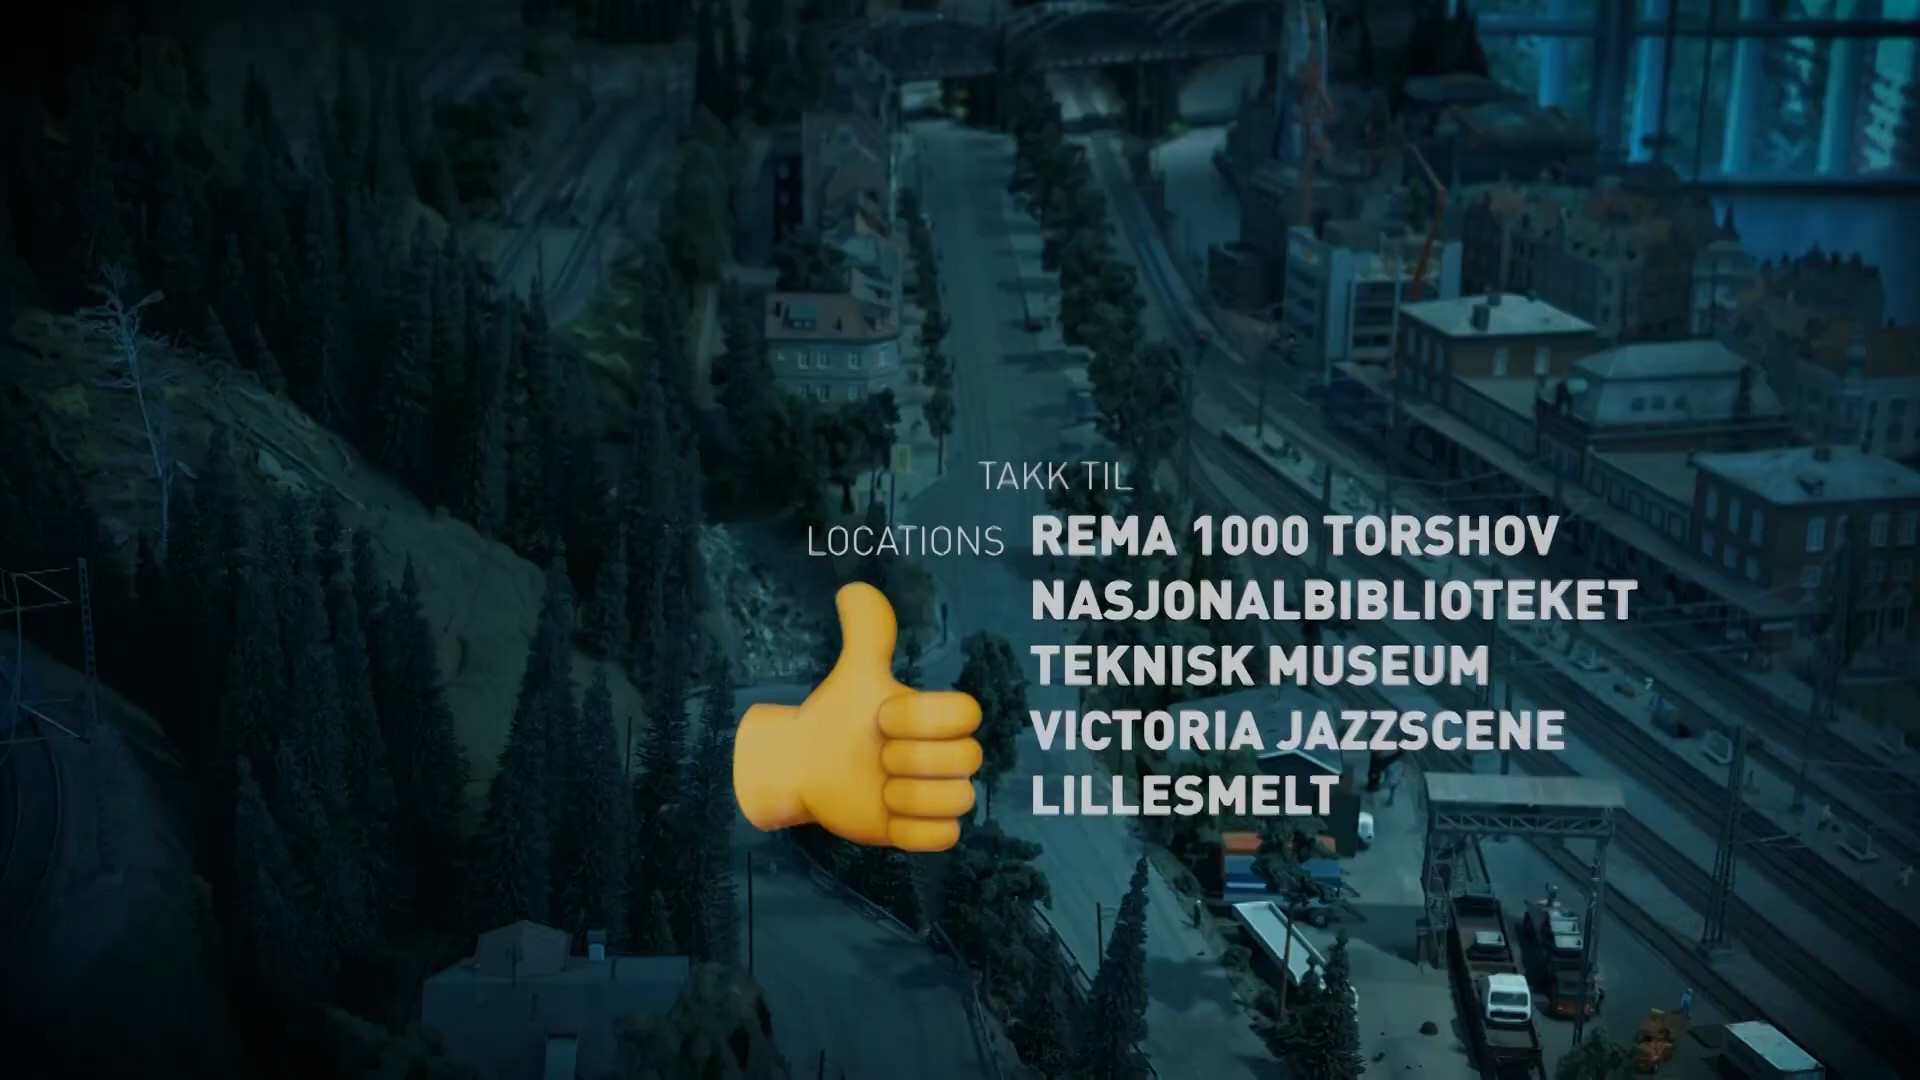 TAKK TIL
LOCATIONS REMA 1000 TORSHOV
NASJONALBIBLIOTEKET
TEKNISK MUSEUM
VICTORIA JAZZSCENE
LILLESMELT